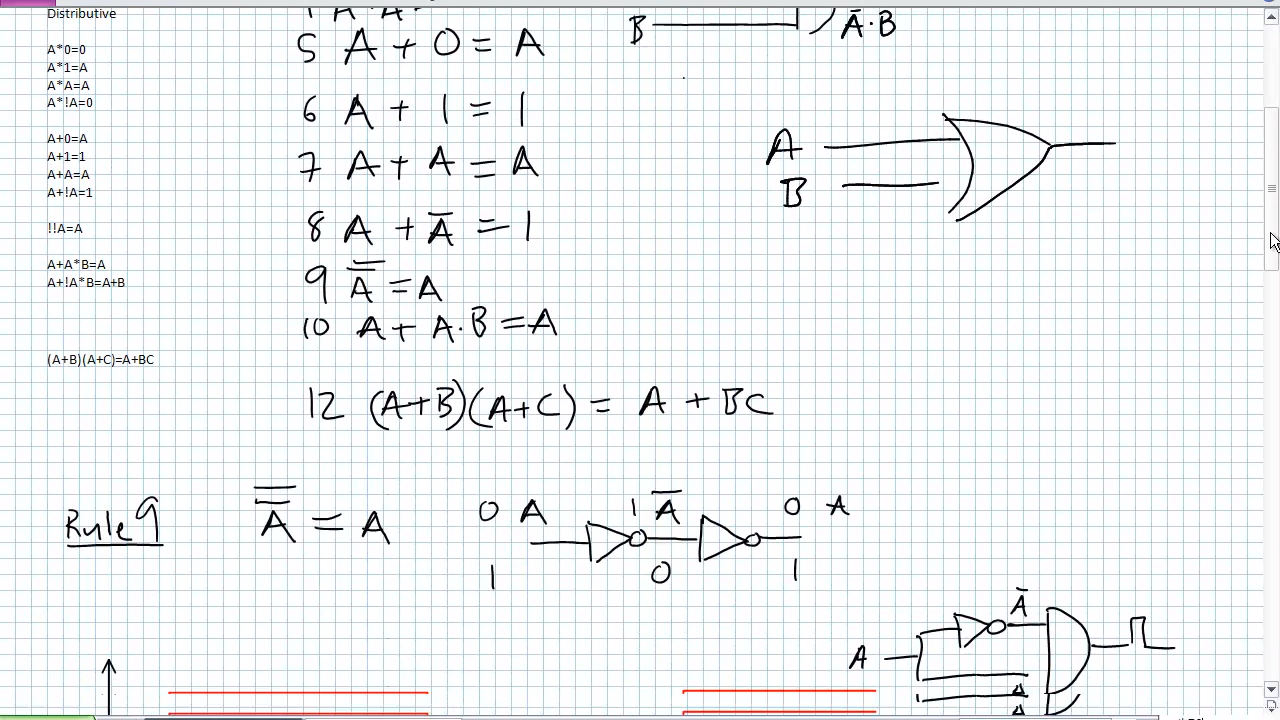 Distributive
A*0=0
A*1=A
A*A=A
A*!A=0
A+0=A
A+1=1
A+A=A
A+!A=1
!!A=A
A+A*B=A
A+!A*B=A+B
(A+B)(A+C)=A+BC
5 A + 0 = A
6 A + 1 = 1
7 A + A = A
8 A + A̅ = 1
9 A̿ = A
10 A + A·B = A
12 (A+B)(A+C) = A + BC
B A̅·B
A
B
Rule 9 A̿ = A
0 A 1 A̅ 0 A
1 0 1
A̅
A